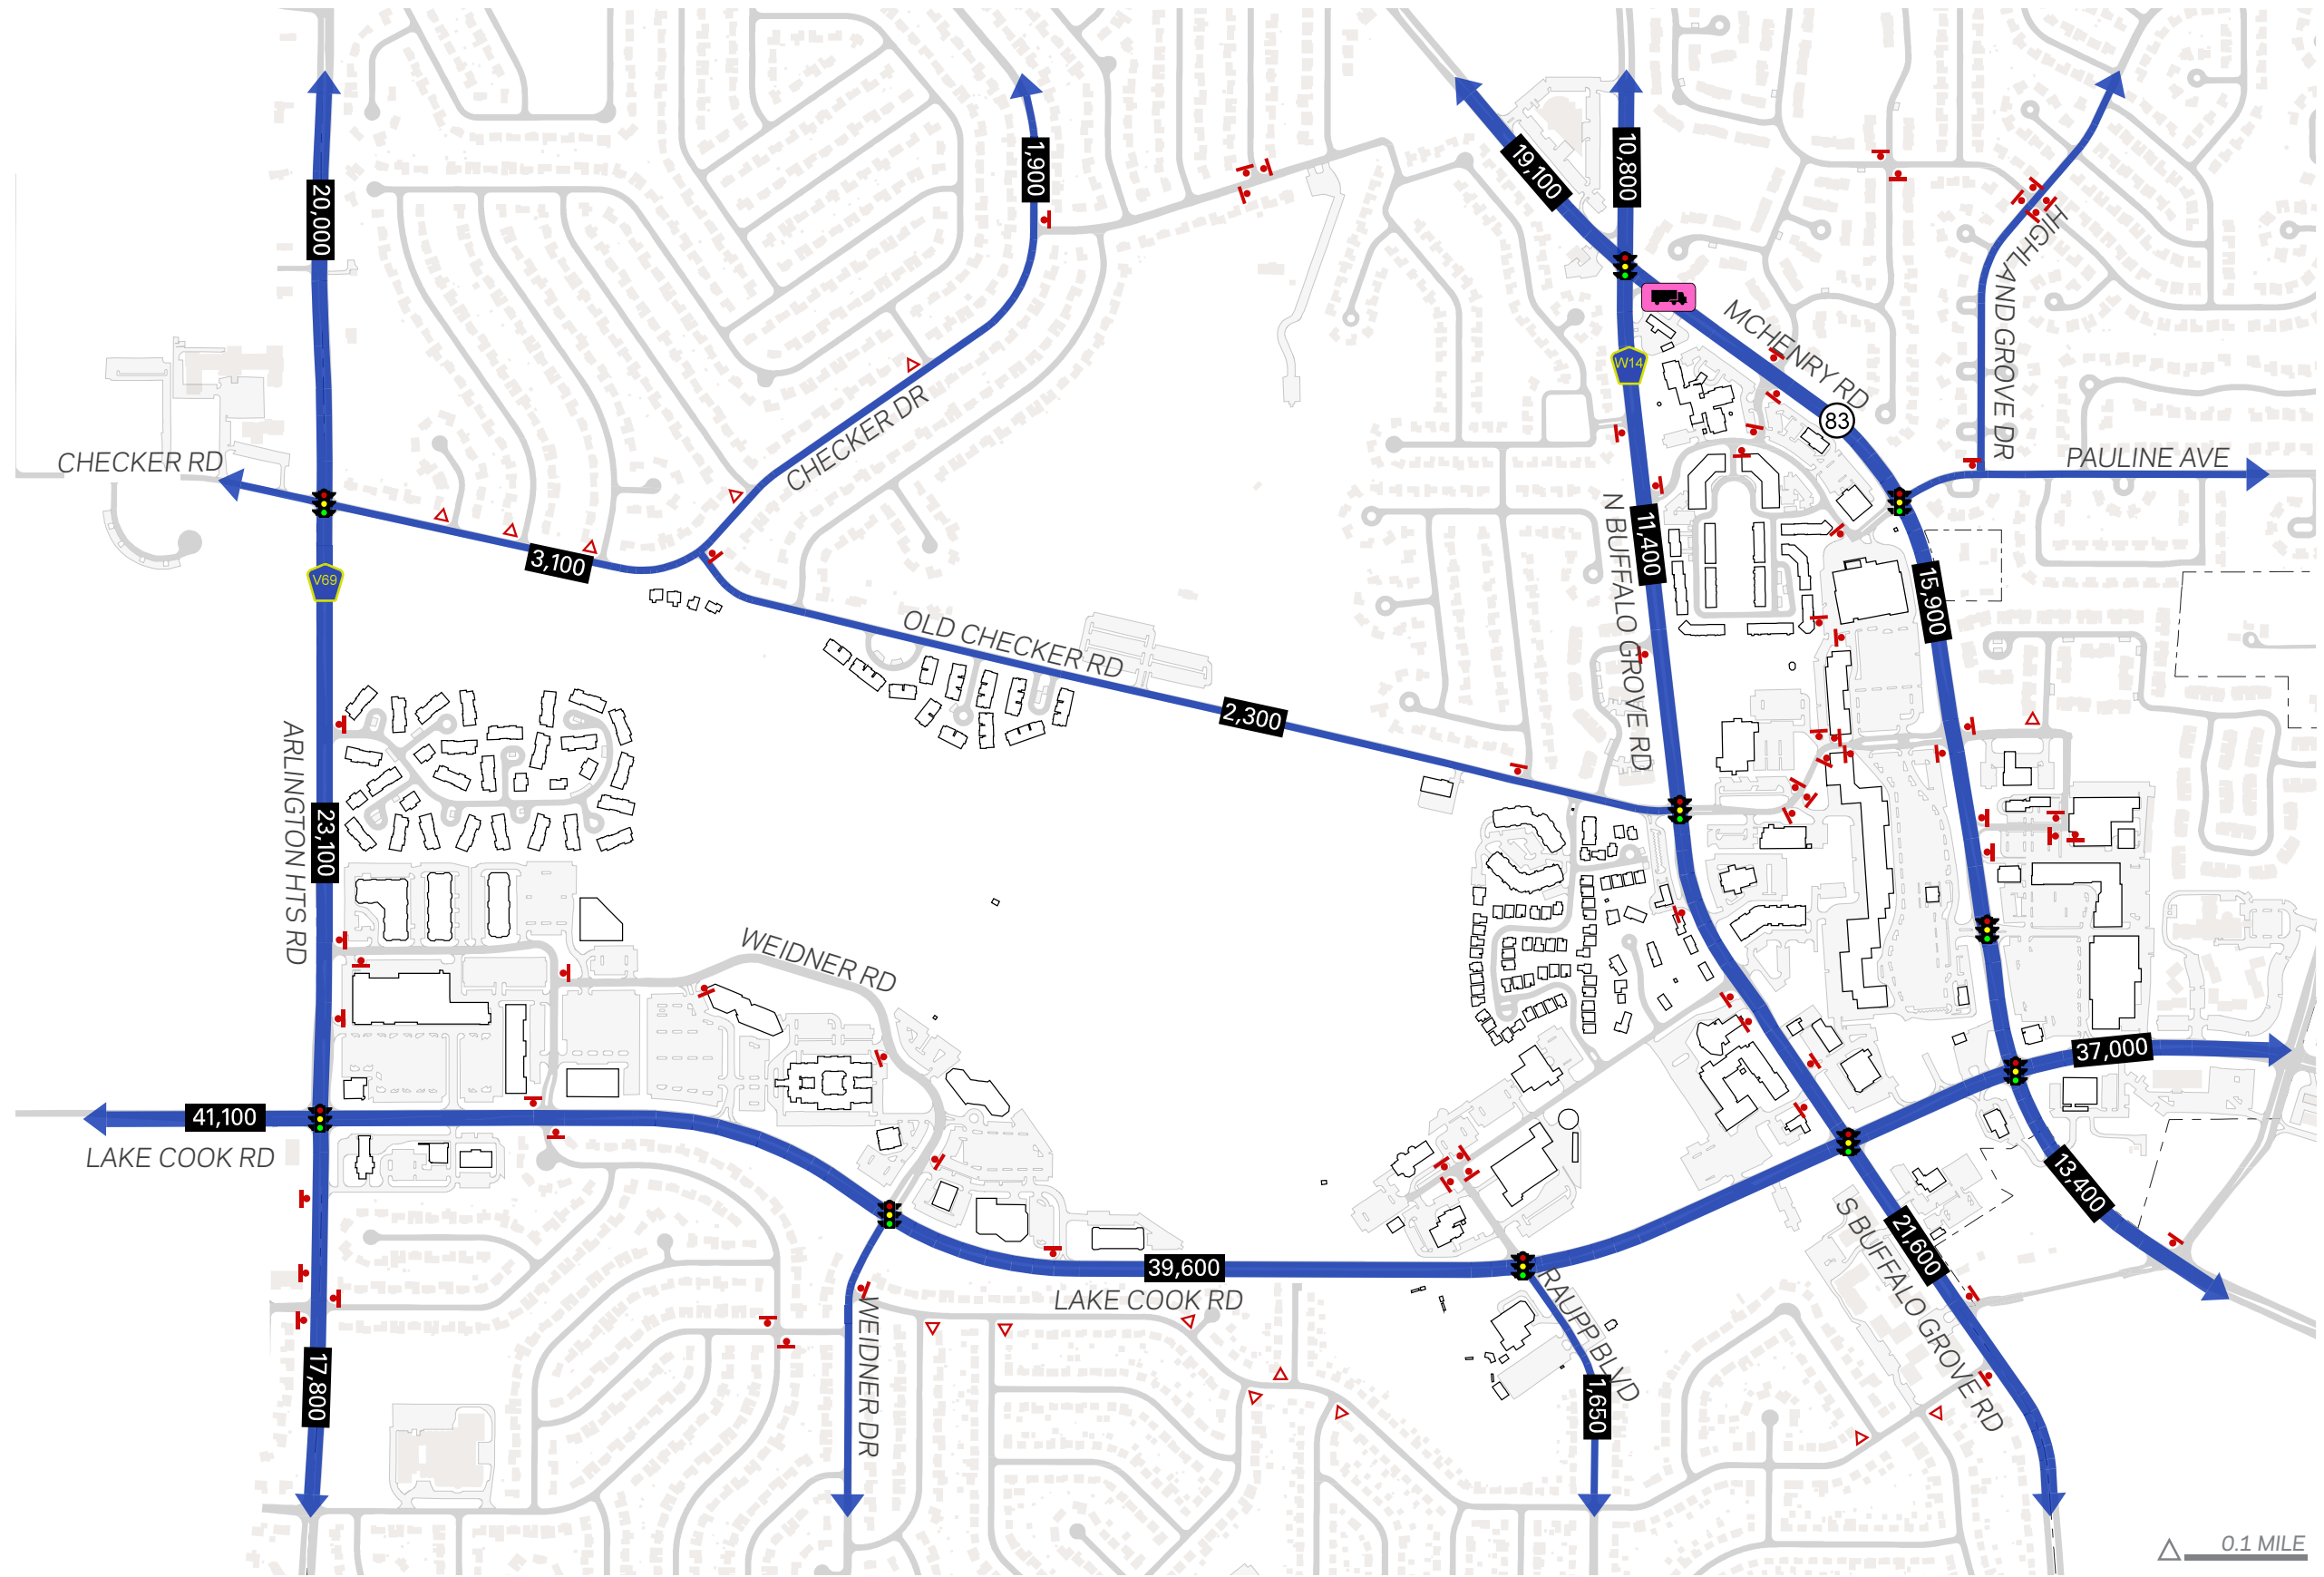 1,900
10,800
19,100
20,000
HIGHLAND GROVE DR
MCHENRY RD
W14
83
CHECKER DR
CHECKER RD
PAULINE AVE
11,400
3,100
V69
15,900
N BUFFALO GROVE RD
OLD CHECKER RD
2,300
ARLINGTON HTS RD
23,100
WEIDNER RD
37,000
41,100
LAKE COOK RD
13,400
21,600
S BUFFALO GROVE RD
39,600
LAKE COOK RD
RAUPP BLVD
WEIDNER DR
17,800
1,650
0.1 MILE